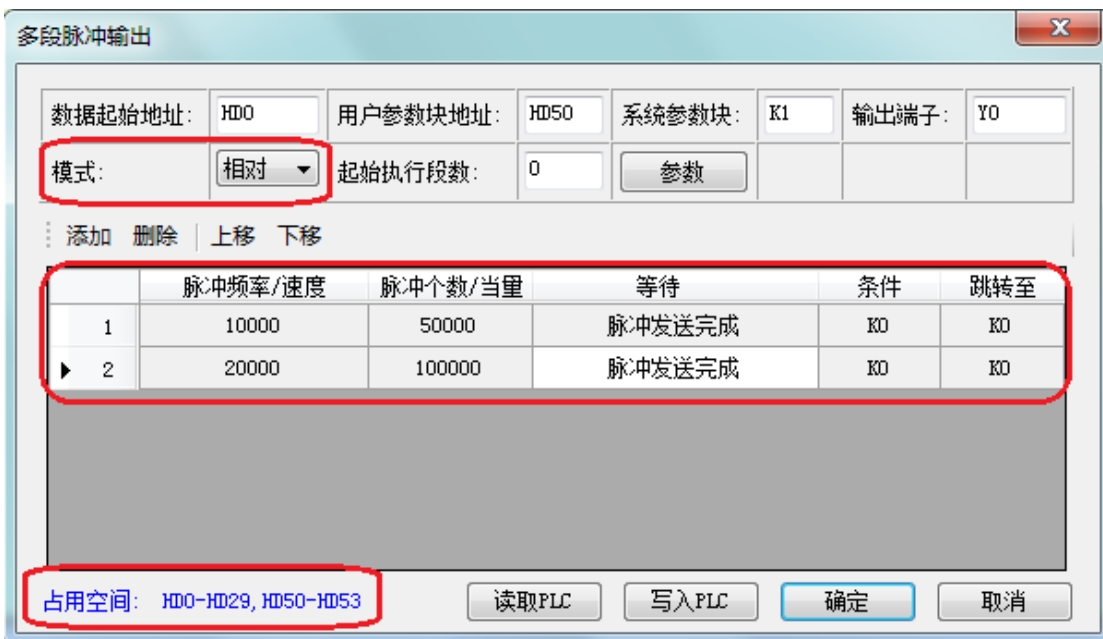 多段脉冲输出
数据起始地址: HD0 用户参数块地址: HD50 系统参数块: K1 输出端子: Y0
模式: 相对 起始执行段数: 0 参数
添加 删除 上移 下移
脉冲频率/速度 脉冲个数/当量 等待 条件 跳转至
1 10000 50000 脉冲发送完成 K0 K0
2 20000 100000 脉冲发送完成 K0 K0
占用空间: HD0-HD29,HD50-HD53 读取PLC 写入PLC 确定 取消